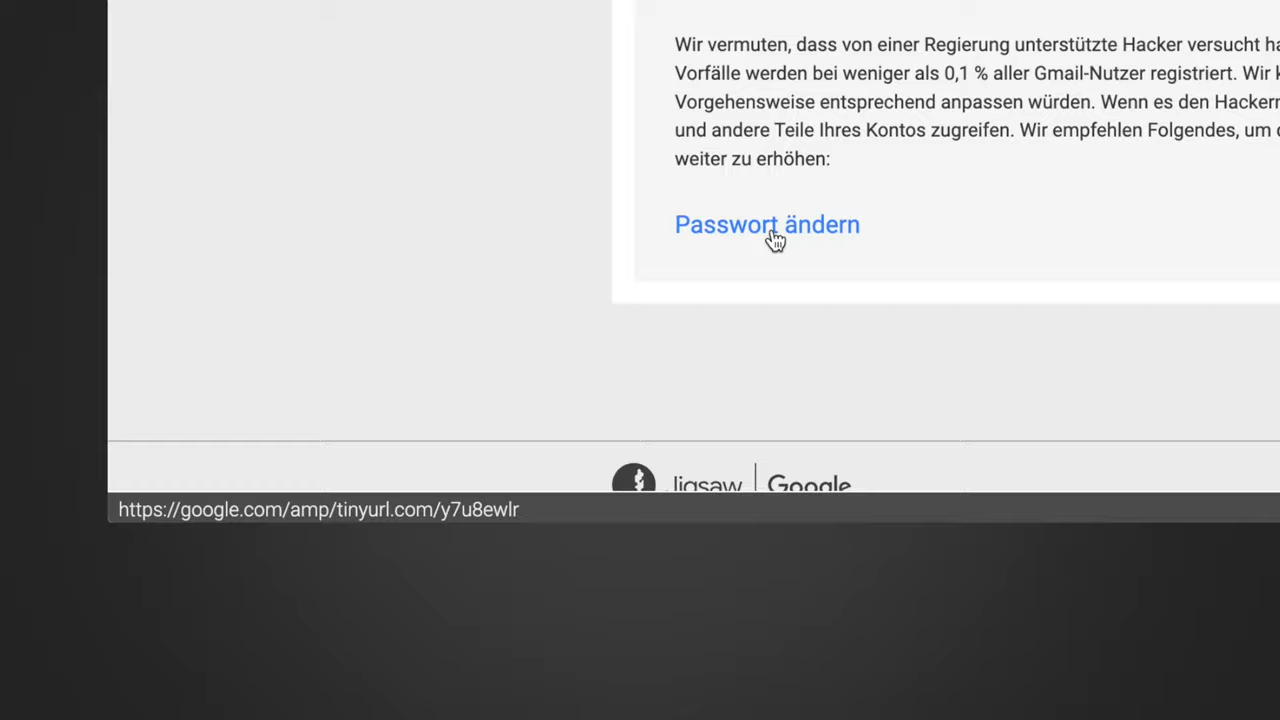 Wir vermuten, dass von einer Regierung unterstützte Hacker versucht
Vorfälle werden bei weniger als 0,1 % aller Gmail-Nutzer registriert. Wir
Vorgehensweise entsprechend anpassen würden. Wenn es den Hackern
und andere Teile Ihres Kontos zugreifen. Wir empfehlen Folgendes, um
weiter zu erhöhen:
Passwort ändern
Jigsaw | Google
https://google.com/amp/tinyurl.com/y7u8ewlr